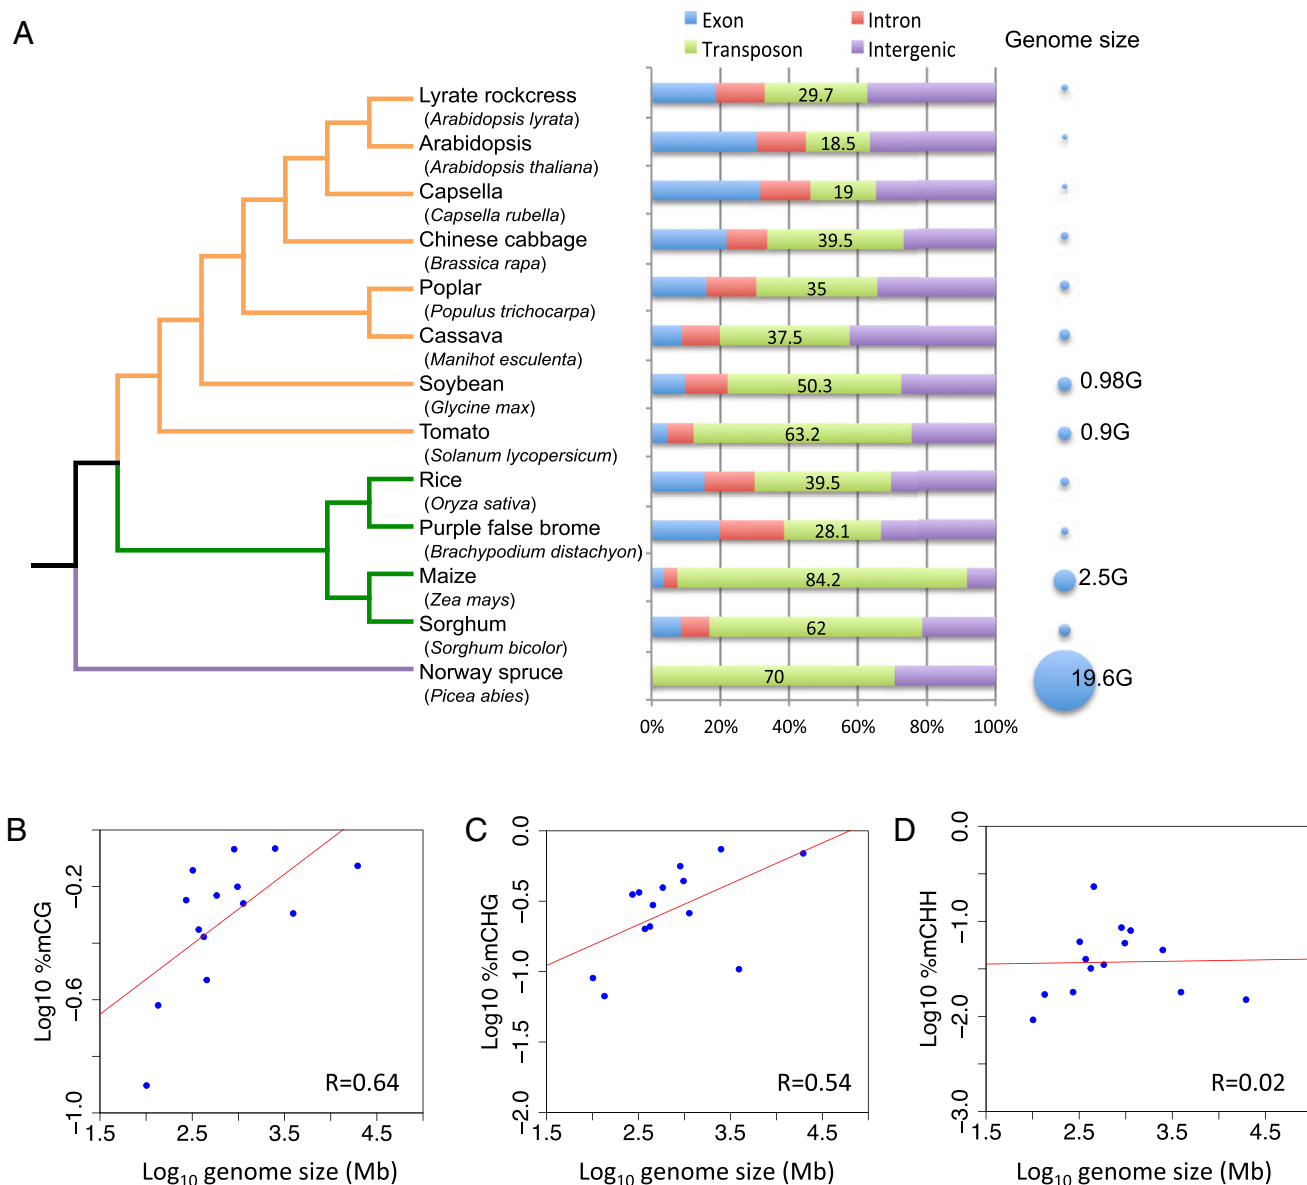 A
Exon
Intron
Transposon
Intergenic
Genome size
Lyrate rockcress
(Arabidopsis lyrata)
29.7
Arabidopsis
(Arabidopsis thaliana)
18.5
Capsella
(Capsella rubella)
19
Chinese cabbage
(Brassica rapa)
39.5
Poplar
(Populus trichocarpa)
35
Cassava
(Manihot esculenta)
37.5
Soybean
(Glycine max)
50.3
0.98G
Tomato
(Solanum lycopersicum)
63.2
0.9G
Rice
(Oryza sativa)
39.5
Purple false brome
(Brachypodium distachyon)
28.1
Maize
(Zea mays)
84.2
2.5G
Sorghum
(Sorghum bicolor)
62
Norway spruce
(Picea abies)
70
19.6G
0% 20% 40% 60% 80% 100%
B
Log10 %mCG
−0.2
−0.6
−1.0
R=0.64
1.5 2.5 3.5 4.5
Log10 genome size (Mb)
C
Log10 %mCHG
0.0
−0.5
−1.0
−1.5
−2.0
R=0.54
1.5 2.5 3.5 4.5
Log10 genome size (Mb)
D
Log10 %mCHH
0.0
−1.0
−2.0
−3.0
R=0.02
1.5 2.5 3.5 4.5
Log10 genome size (Mb)